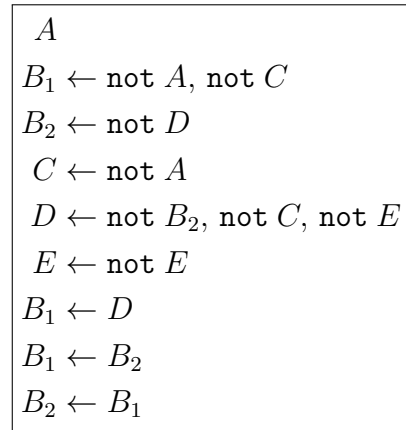 A
B₁ ← not A, not C
B₂ ← not D
C ← not A
D ← not B₂, not C, not E
E ← not E
B₁ ← D
B₁ ← B₂
B₂ ← B₁